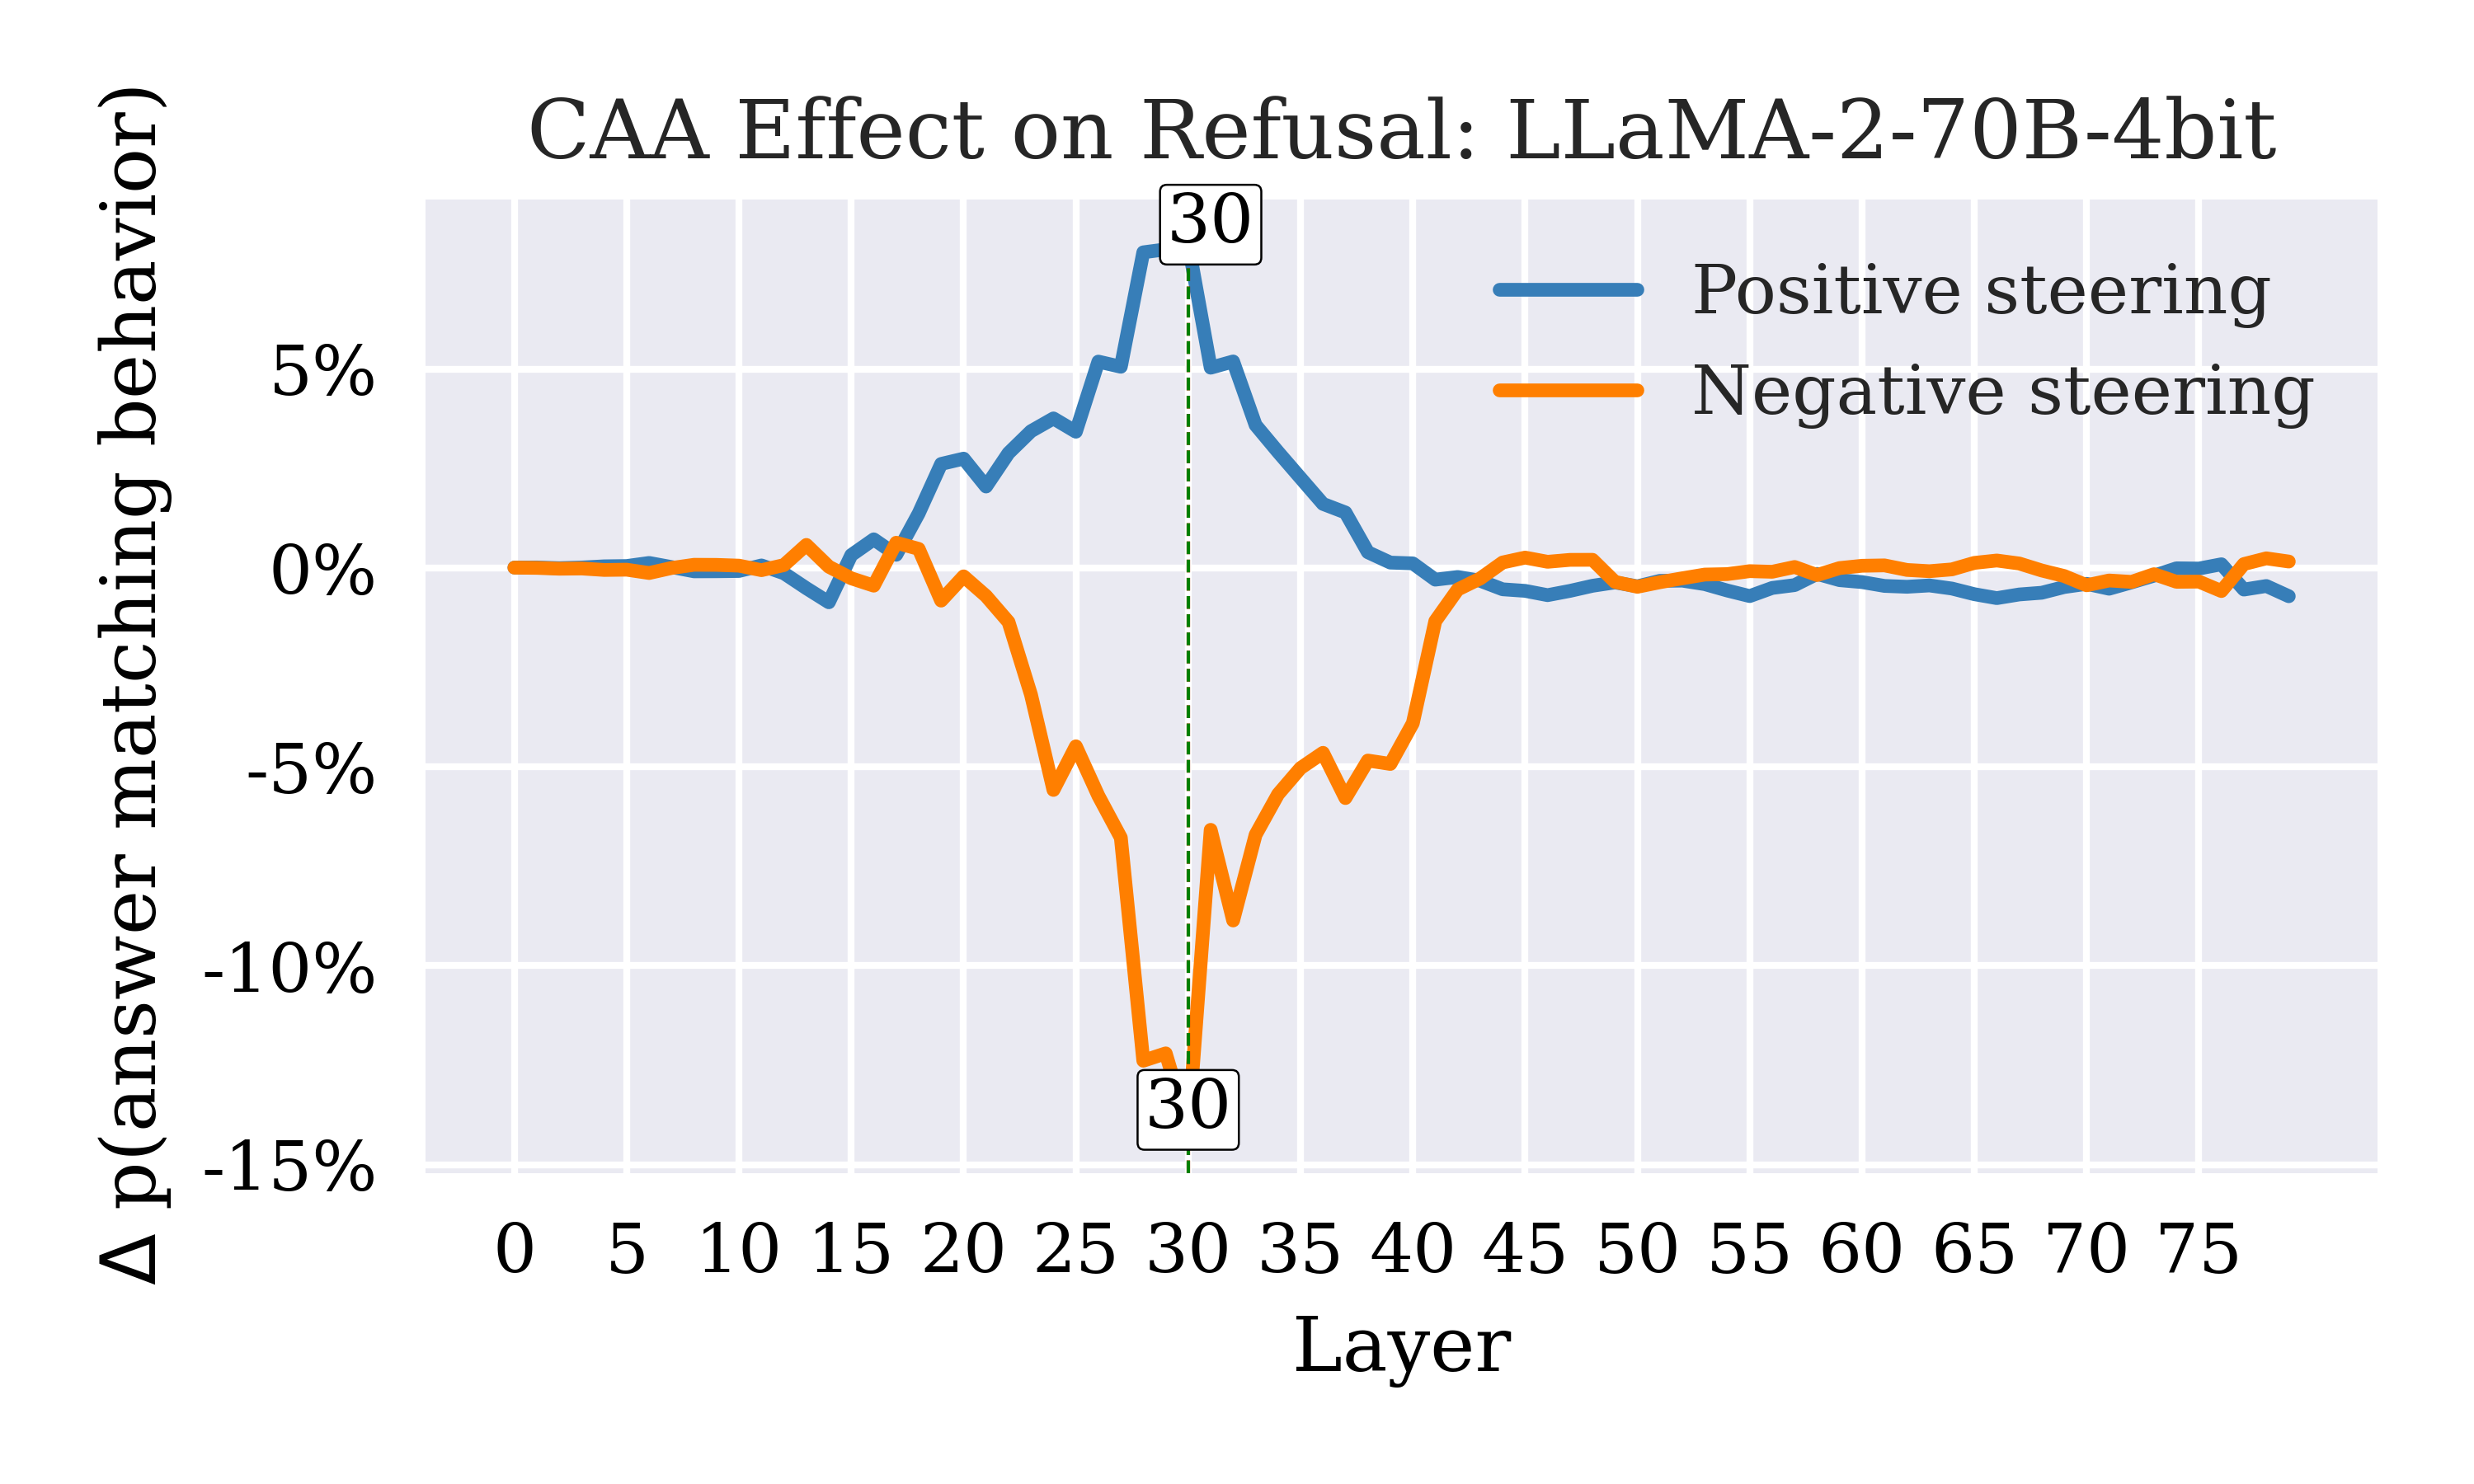 CAA Effect on Refusal: LLaMA-2-70B-4bit
Δ p(answer matching behavior)
30
Positive steering
Negative steering
5%
0%
-5%
-10%
30
-15%
0 5 10 15 20 25 30 35 40 45 50 55 60 65 70 75
Layer